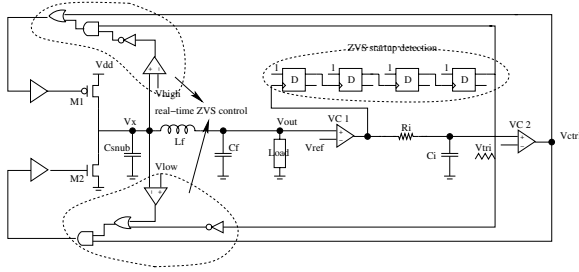 ZVS startup detection
1 1 1 1
D D D D
Vdd
+ -
Vhigh
M1
real-time ZVS control
Vx
Vout
VC 1
Ri
VC 2
Vctr
Csnub
Lf
Cf
Load
Vref
+
-
Ci
Vtri
+
-
M2
Vlow
- +